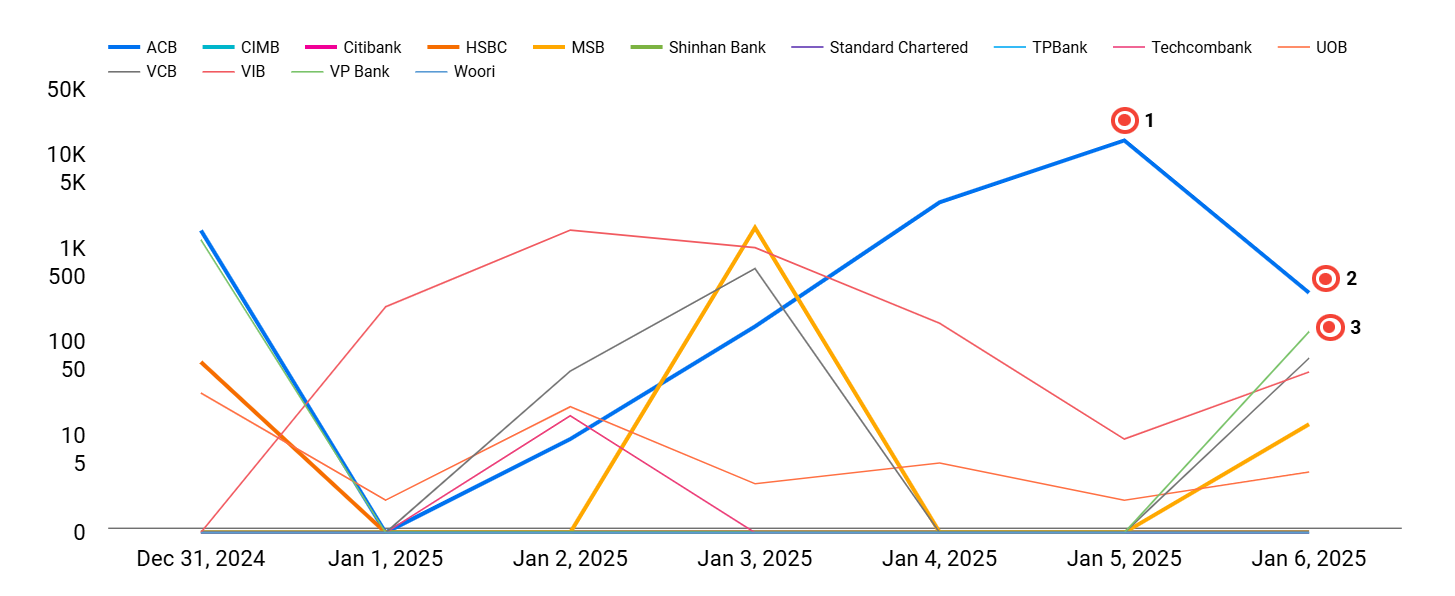 ACB CIMB Citibank HSBC MSB Shinhan Bank Standard Chartered TPBank Techcombank UOB
VCB VIB VP Bank Woori
50K
1
10K
5K
1K
500
2
3
100
50
10
5
0
Dec 31, 2024 Jan 1, 2025 Jan 2, 2025 Jan 3, 2025 Jan 4, 2025 Jan 5, 2025 Jan 6, 2025